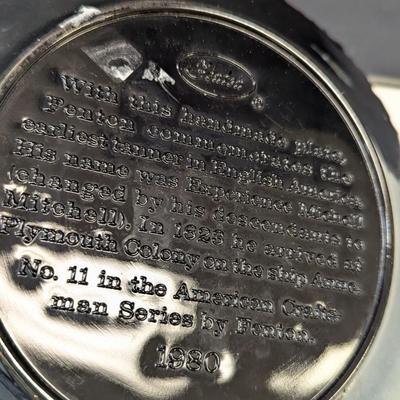 Fenton
®
With this handmade plate,
Fenton commemorates the
earliest tanner in English America.
His name was Experience Michell
(changed by his descendants to
Mitchell). In 1623 he arrived at
Plymouth Colony on the ship Anne.
No. 11 in the American Crafts-
man Series by Fenton.
1980